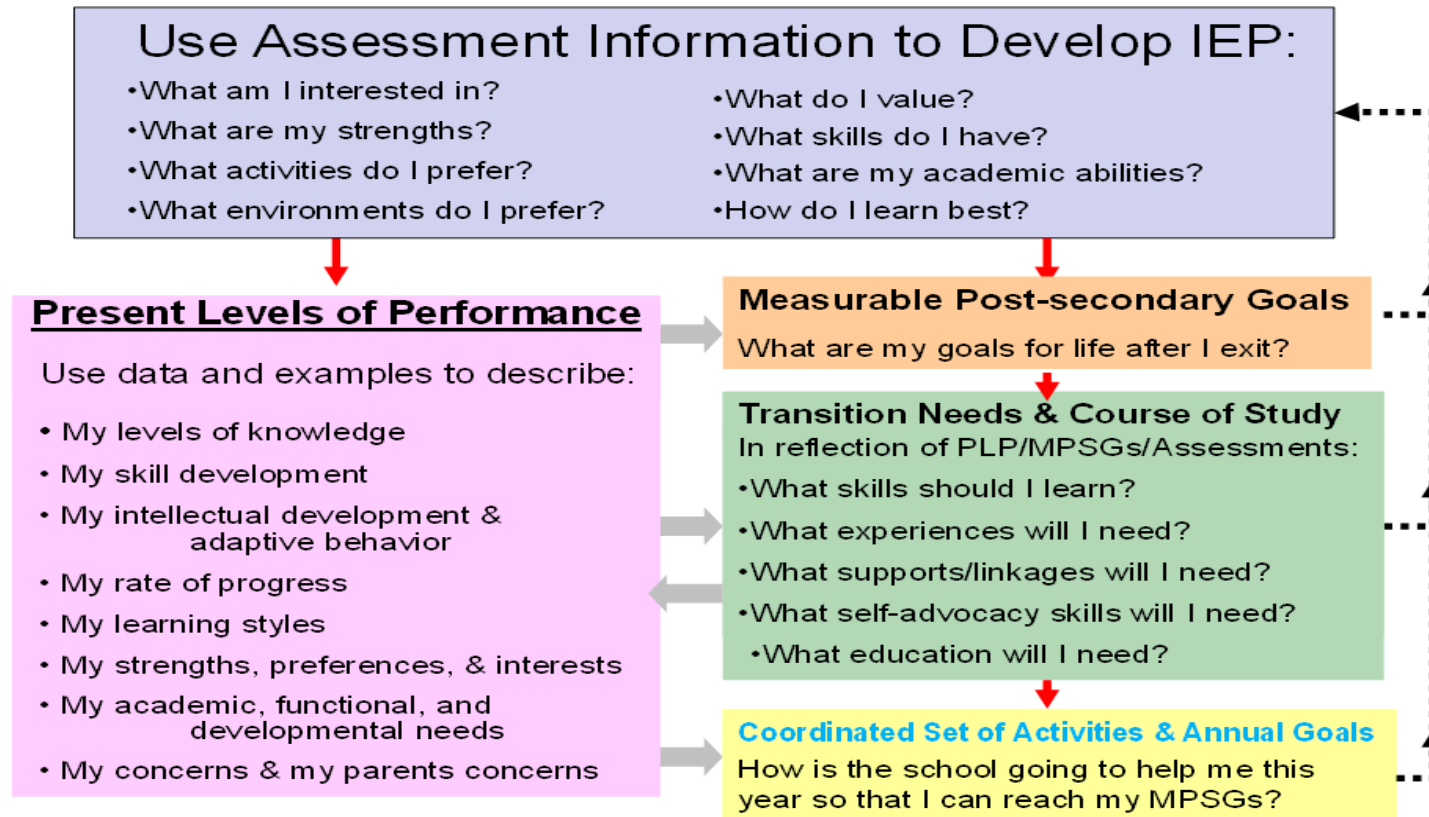 Use Assessment Information to Develop IEP:
•What am I interested in?
•What are my strengths?
•What activities do I prefer?
•What environments do I prefer?
•What do I value?
•What skills do I have?
•What are my academic abilities?
•How do I learn best?
Present Levels of Performance
Use data and examples to describe:
• My levels of knowledge
• My skill development
• My intellectual development &
adaptive behavior
• My rate of progress
• My learning styles
• My strengths, preferences, & interests
• My academic, functional, and
developmental needs
• My concerns & my parents concerns
Measurable Post-secondary Goals
What are my goals for life after I exit?
Transition Needs & Course of Study
In reflection of PLP/MPSGs/Assessments:
•What skills should I learn?
•What experiences will I need?
•What supports/linkages will I need?
•What self-advocacy skills will I need?
•What education will I need?
Coordinated Set of Activities & Annual Goals
How is the school going to help me this
year so that I can reach my MPSGs?